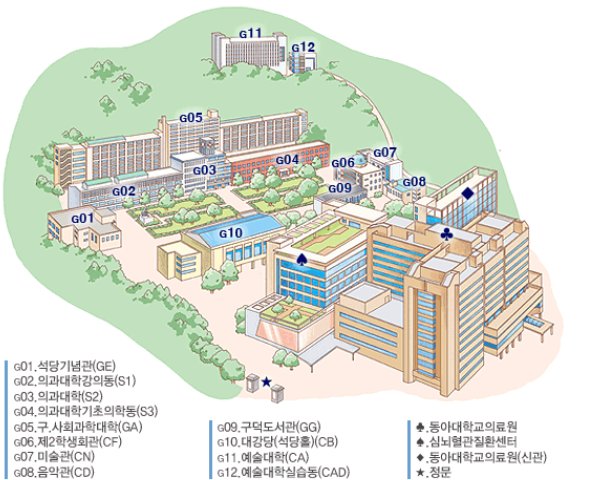 G11
G12
G05
G07
G04
G06
G03
G08
G02
G09
G01
G10
G01.석당기념관(GE)
G02.의과대학강의동(S1)
G03.의과대학(S2)
G04.의과대학기초의학동(S3)
G05.구.사회과학대학(GA)
G06.제2학생회관(CF)
G07.미술관(CN)
G08.음악관(CD)
G09.구덕도서관(GG)
G10.대강당(석당홀)(CB)
G11.예술대학(CA)
G12.예술대학실습동(CAD)
♠.동아대학교의료원
♣.심뇌혈관질환센터
◆.동아대학교의료원(신관)
★.정문